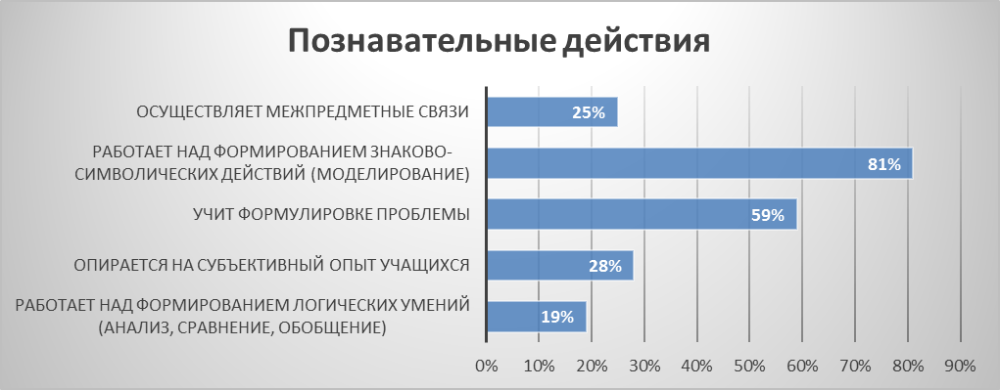 Познавательные действия
ОСУЩЕСТВЛЯЕТ МЕЖПРЕДМЕТНЫЕ СВЯЗИ
25%
РАБОТАЕТ НАД ФОРМИРОВАНИЕМ ЗНАКОВО-
СИМВОЛИЧЕСКИХ ДЕЙСТВИЙ (МОДЕЛИРОВАНИЕ)
81%
УЧИТ ФОРМУЛИРОВКЕ ПРОБЛЕМЫ
59%
ОПИРАЕТСЯ НА СУБЪЕКТИВНЫЙ ОПЫТ УЧАЩИХСЯ
28%
РАБОТАЕТ НАД ФОРМИРОВАНИЕМ ЛОГИЧЕСКИХ УМЕНИЙ
(АНАЛИЗ, СРАВНЕНИЕ, ОБОБЩЕНИЕ)
19%
0% 10% 20% 30% 40% 50% 60% 70% 80% 90%